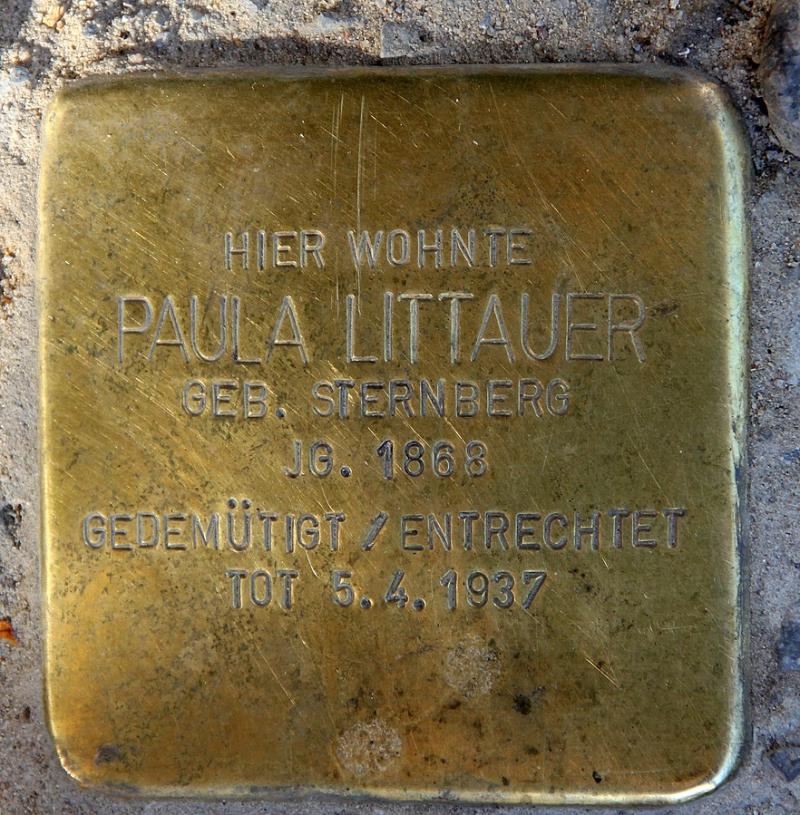 HIER WOHNTE
PAULA LITTAUER
GEB. STERNBERG
JG. 1868
GEDEMÜTIGT / ENTRECHTET
TOT 5.4.1937